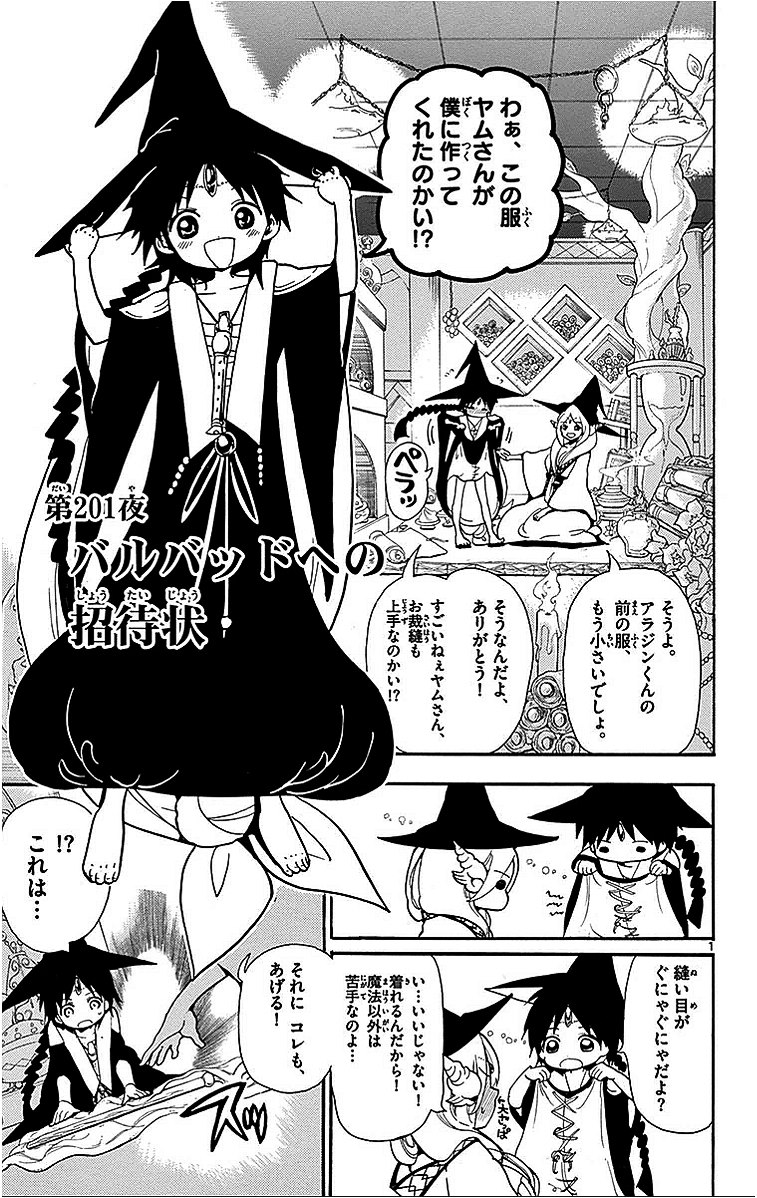 わぁ、この服
ヤムさんが
僕に作って
くれたのかい!?
ペラッ
第201夜
バルバッドへの
招待状
そうよ。
アラジンくんの
前の服、
もう小さいでしょ。
そうなんだよ、
ありがとう!
すごいねぇヤムさん、
お裁縫も
上手なのかい!?
1
縫い目が
ぐにゃぐにゃだよ?
い…いいじゃない!
着れるんだから!
魔法以外は
苦手なのよ…
それに コレも、
あげる!
ズッ
!?
これは…